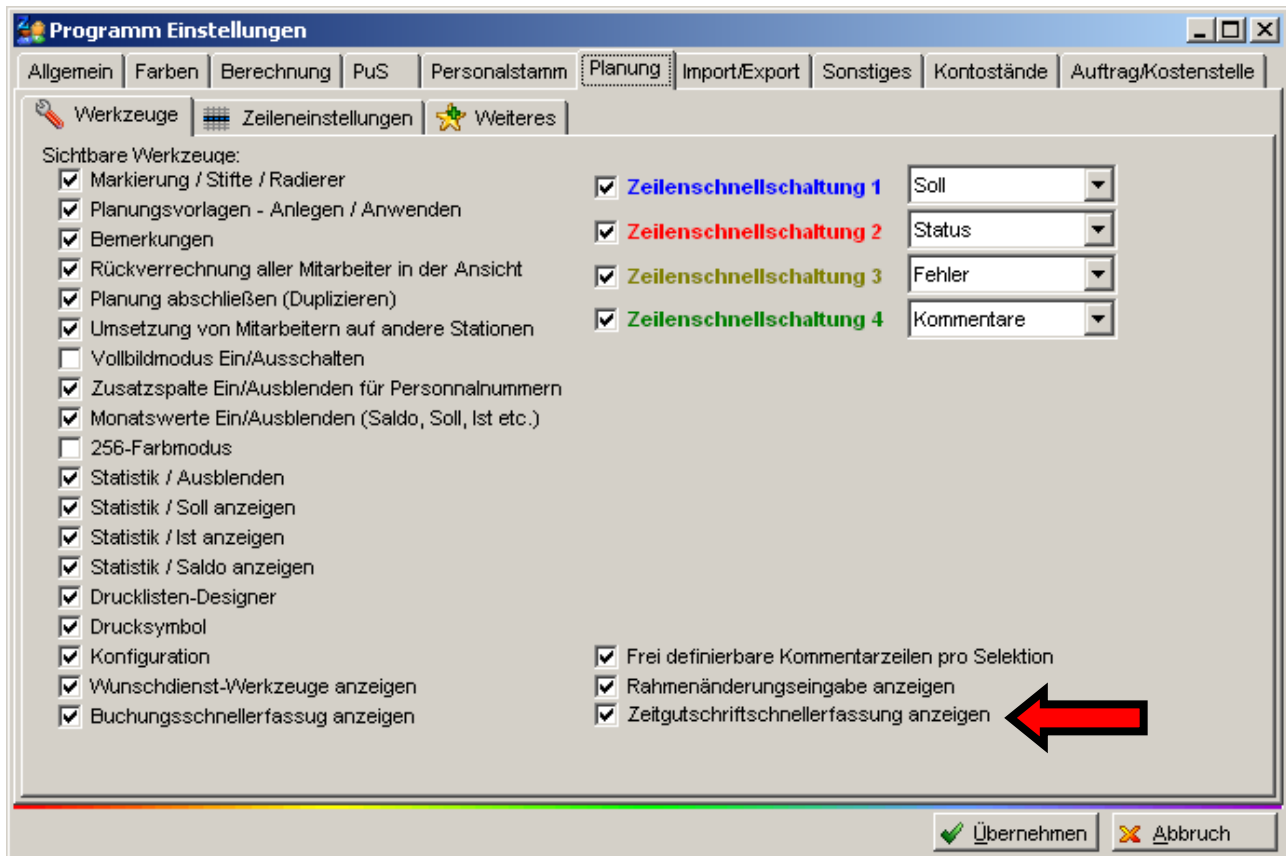 Programm Einstellungen
Allgemein Farben Berechnung PuS Personalstamm Planung Import/Export Sonstiges Kontostände Auftrag/Kostenstelle
Werkzeuge Zeileneinstellungen Weiteres
Sichtbare Werkzeuge:
Markierung / Stifte / Radierer
Planungsvorlagen - Anlegen / Anwenden
Bemerkungen
Rückverrechnung aller Mitarbeiter in der Ansicht
Planung abschließen (Duplizieren)
Umsetzung von Mitarbeitern auf andere Stationen
Vollbildmodus Ein/Ausschalten
Zusatzspalte Ein/Ausblenden für Personnalnummern
Monatswerte Ein/Ausblenden (Saldo, Soll, Ist etc.)
256-Farbmodus
Statistik / Ausblenden
Statistik / Soll anzeigen
Statistik / Ist anzeigen
Statistik / Saldo anzeigen
Drucklisten-Designer
Drucksymbol
Konfiguration
Wunschdienst-Werkzeuge anzeigen
Buchungsschnellerfassug anzeigen
Zeilenschnellschaltung 1 Soll
Zeilenschnellschaltung 2 Status
Zeilenschnellschaltung 3 Fehler
Zeilenschnellschaltung 4 Kommentare
Frei definierbare Kommentarzeilen pro Selektion
Rahmenänderungseingabe anzeigen
Zeitgutschriftschnellerfassung anzeigen
Übernehmen Abbruch